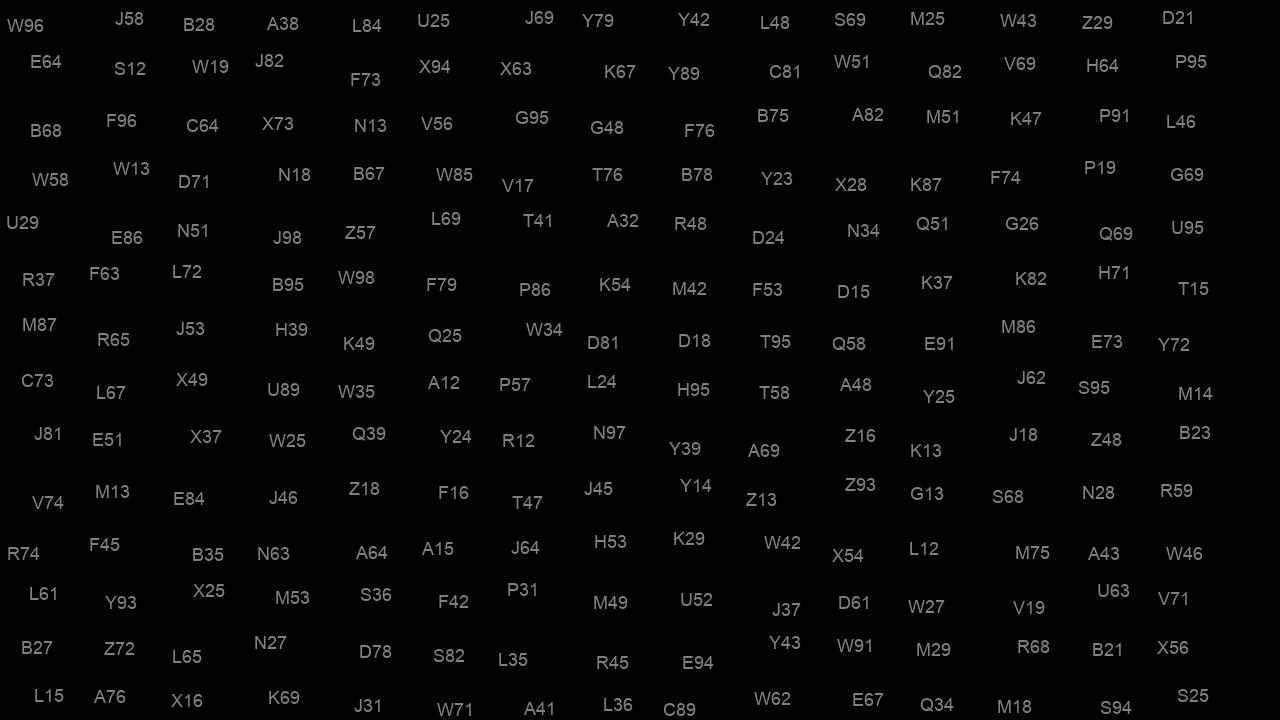 W96 J58 B28 A38 L84 U25 J69 Y79 Y42 L48 S69 M25 W43 Z29 D21
E64 S12 W19 J82 F73 X94 X63 K67 Y89 C81 W51 Q82 V69 H64 P95
B68 F96 C64 X73 N13 V56 G95 G48 F76 B75 A82 M51 K47 P91 L46
W58 W13 D71 N18 B67 W85 V17 T76 B78 Y23 X28 K87 F74 P19 G69
U29 E86 N51 J98 Z57 L69 T41 A32 R48 D24 N34 Q51 G26 Q69 U95
R37 F63 L72 B95 W98 F79 P86 K54 M42 F53 D15 K37 K82 H71 T15
M87 R65 J53 H39 K49 Q25 W34 D81 D18 T95 Q58 E91 M86 E73 Y72
C73 L67 X49 U89 W35 A12 P57 L24 H95 T58 A48 Y25 J62 S95 M14
J81 E51 X37 W25 Q39 Y24 R12 N97 Y39 A69 Z16 K13 J18 Z48 B23
V74 M13 E84 J46 Z18 F16 T47 J45 Y14 Z13 Z93 G13 S68 N28 R59
R74 F45 B35 N63 A64 A15 J64 H53 K29 W42 X54 L12 M75 A43 W46
L61 Y93 X25 M53 S36 F42 P31 M49 U52 J37 D61 W27 V19 U63 V71
B27 Z72 L65 N27 D78 S82 L35 R45 E94 Y43 W91 M29 R68 B21 X56
L15 A76 X16 K69 J31 W71 A41 L36 C89 W62 E67 Q34 M18 S94 S25